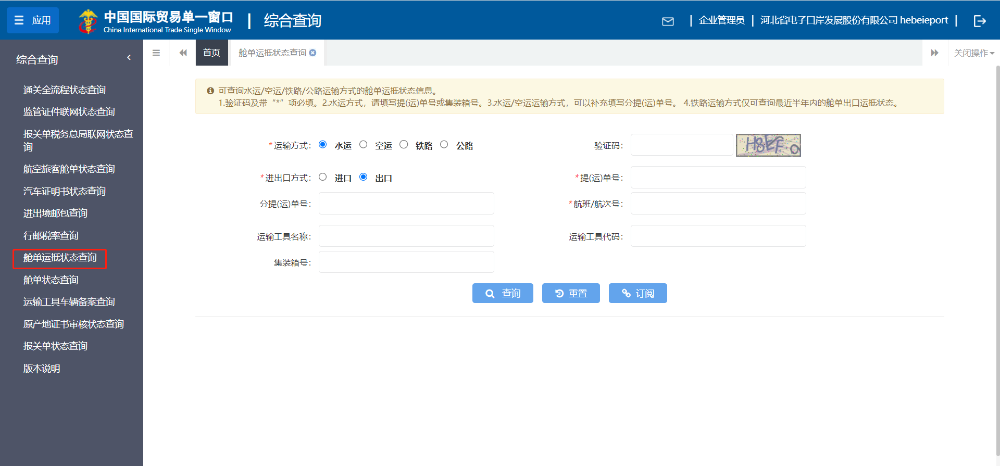 应用
中国国际贸易单一窗口
China International Trade Single Window
综合查询
企业管理员
河北省电子口岸发展股份有限公司 hebeieport
综合查询
通关全流程状态查询
监管证件联网状态查询
报关单税务总局联网状态查
询
航空旅客舱单状态查询
汽车证明书状态查询
进出境邮包查询
行邮税率查询
舱单运抵状态查询
舱单状态查询
运输工具车辆备案查询
原产地证书审核状态查询
报关单状态查询
版本说明
首页
舱单运抵状态查询
关闭操作
可查询水运/空运/铁路/公路运输方式的舱单运抵状态信息。
1.验证码及带“*”项必填。2.水运方式，请填写提(运)单号或集装箱号。3.水运/空运运输方式，可以补充填写分提(运)单号。 4.铁路运输方式仅可查询最近半年内的舱单出口运抵状态。
*运输方式： 水运 空运 铁路 公路
验证码：
H8EF
*进出口方式： 进口 出口
*提(运)单号：
分提(运)单号：
*航班/航次号：
运输工具名称：
运输工具代码：
集装箱号：
查询
重置
订阅